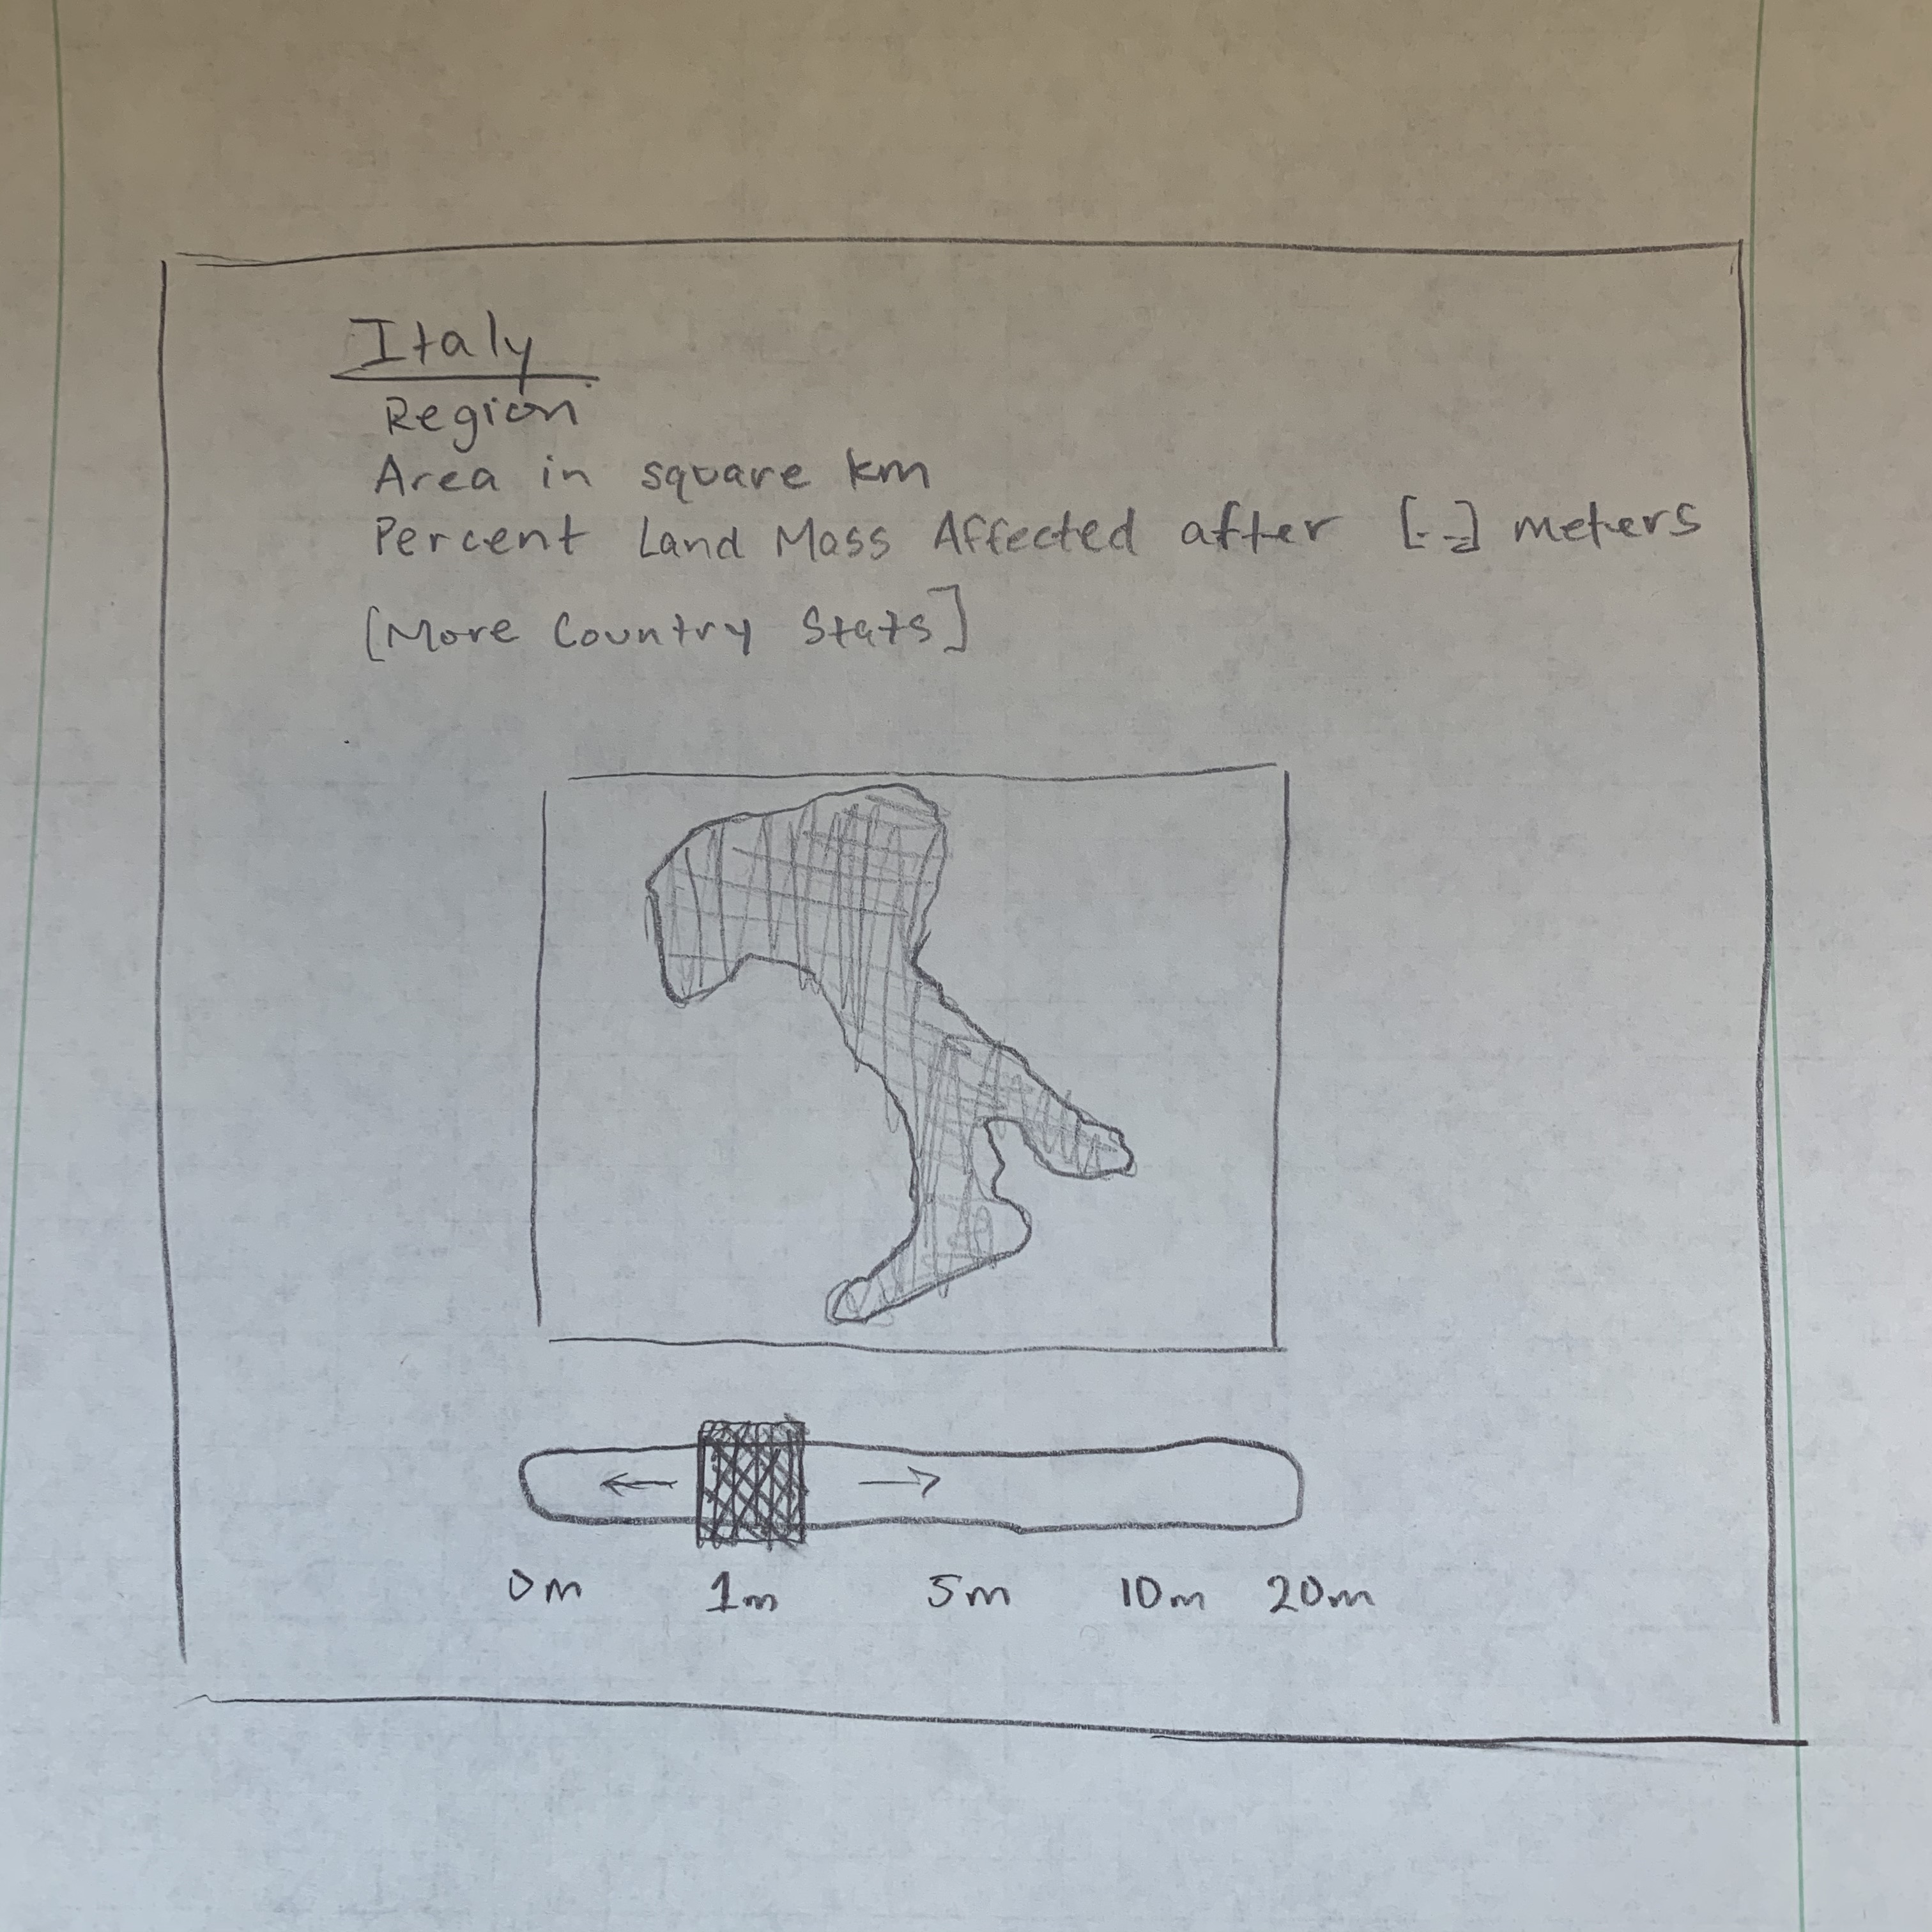 Italy
Region
Area in square km
Percent Land Mass Affected after [--] meters
[More Country Stats]
0m 1m 5m 10m 20m